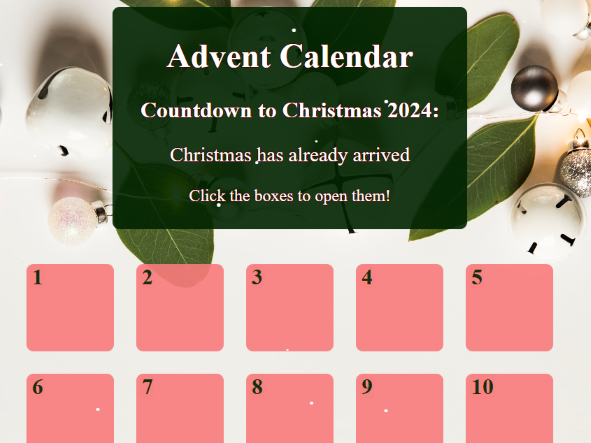 Advent Calendar
Countdown to Christmas 2024:
Christmas has already arrived
Click the boxes to open them!
1 2 3 4 5
6 7 8 9 10